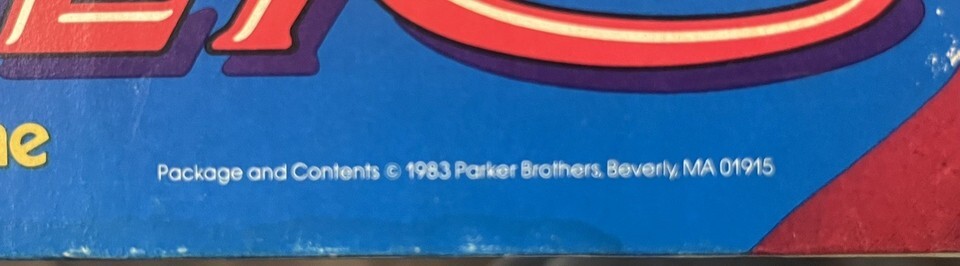 Package and Contents © 1983 Parker Brothers, Beverly, MA 01915